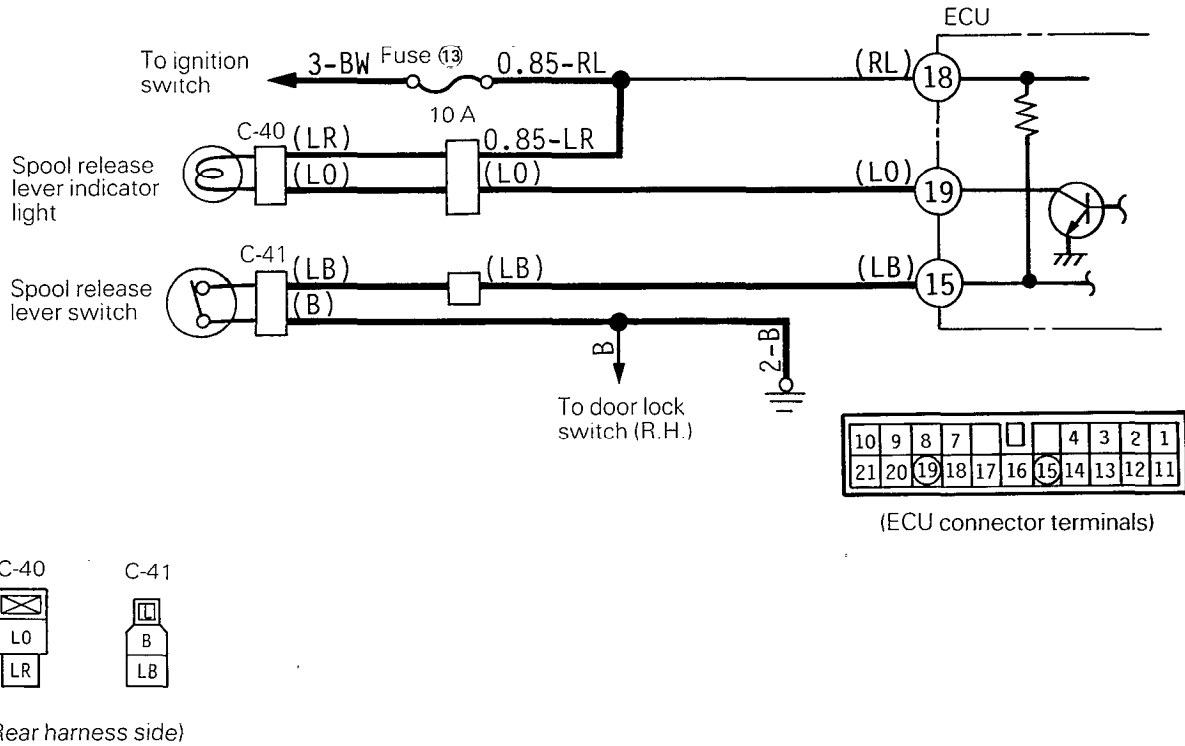 ECU
To ignition
switch
3-BW
Fuse ⑬
0.85-RL
(RL)
18
10 A
C-40
(LR)
0.85-LR
Spool release
lever indicator
light
(LO)
(LO)
(LO)
19
C-41
(LB)
(LB)
(LB)
15
Spool release
lever switch
(B)
B
2-B
To door lock
switch (R.H.)
10 9 8 7 4 3 2 1
21 20 19 18 17 16 15 14 13 12 11
(ECU connector terminals)
C-40
C-41
LO
B
LR
LB
Rear harness side)